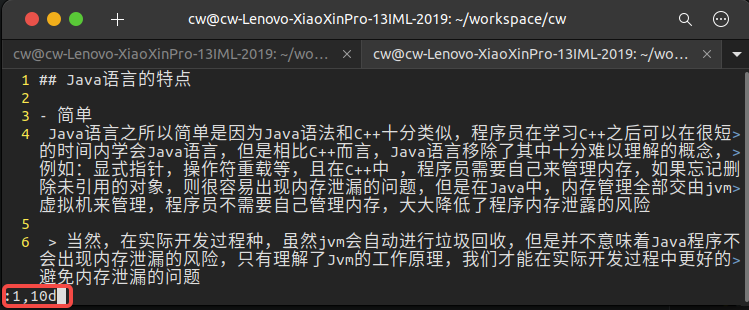 cw@cw-Lenovo-XiaoXinPro-13IML-2019: ~/workspace/cw
cw@cw-Lenovo-XiaoXinPro-13IML-2019: ~/wo… × cw@cw-Lenovo-XiaoXinPro-13IML-2019: ~/wo… ×
1 ## Java语言的特点
2
3 - 简单
4  Java语言之所以简单是因为Java语法和C++十分类似，程序员在学习C++之后可以在很短>
的时间内学会Java语言，但是相比C++而言，Java语言移除了其中十分难以理解的概念，>
例如：显式指针，操作符重载等，且在C++中 ，程序员需要自己来管理内存，如果忘记删
除未引用的对象，则很容易出现内存泄漏的问题，但是在Java中，内存管理全部交由jvm>
虚拟机来管理，程序员不需要自己管理内存，大大降低了程序内存泄露的风险
5
6  > 当然，在实际开发过程种，虽然jvm会自动进行垃圾回收，但是并不意味着Java程序不
会出现内存泄漏的风险，只有理解了Jvm的工作原理，我们才能在实际开发过程中更好的>
避免内存泄漏的问题
:1,10d